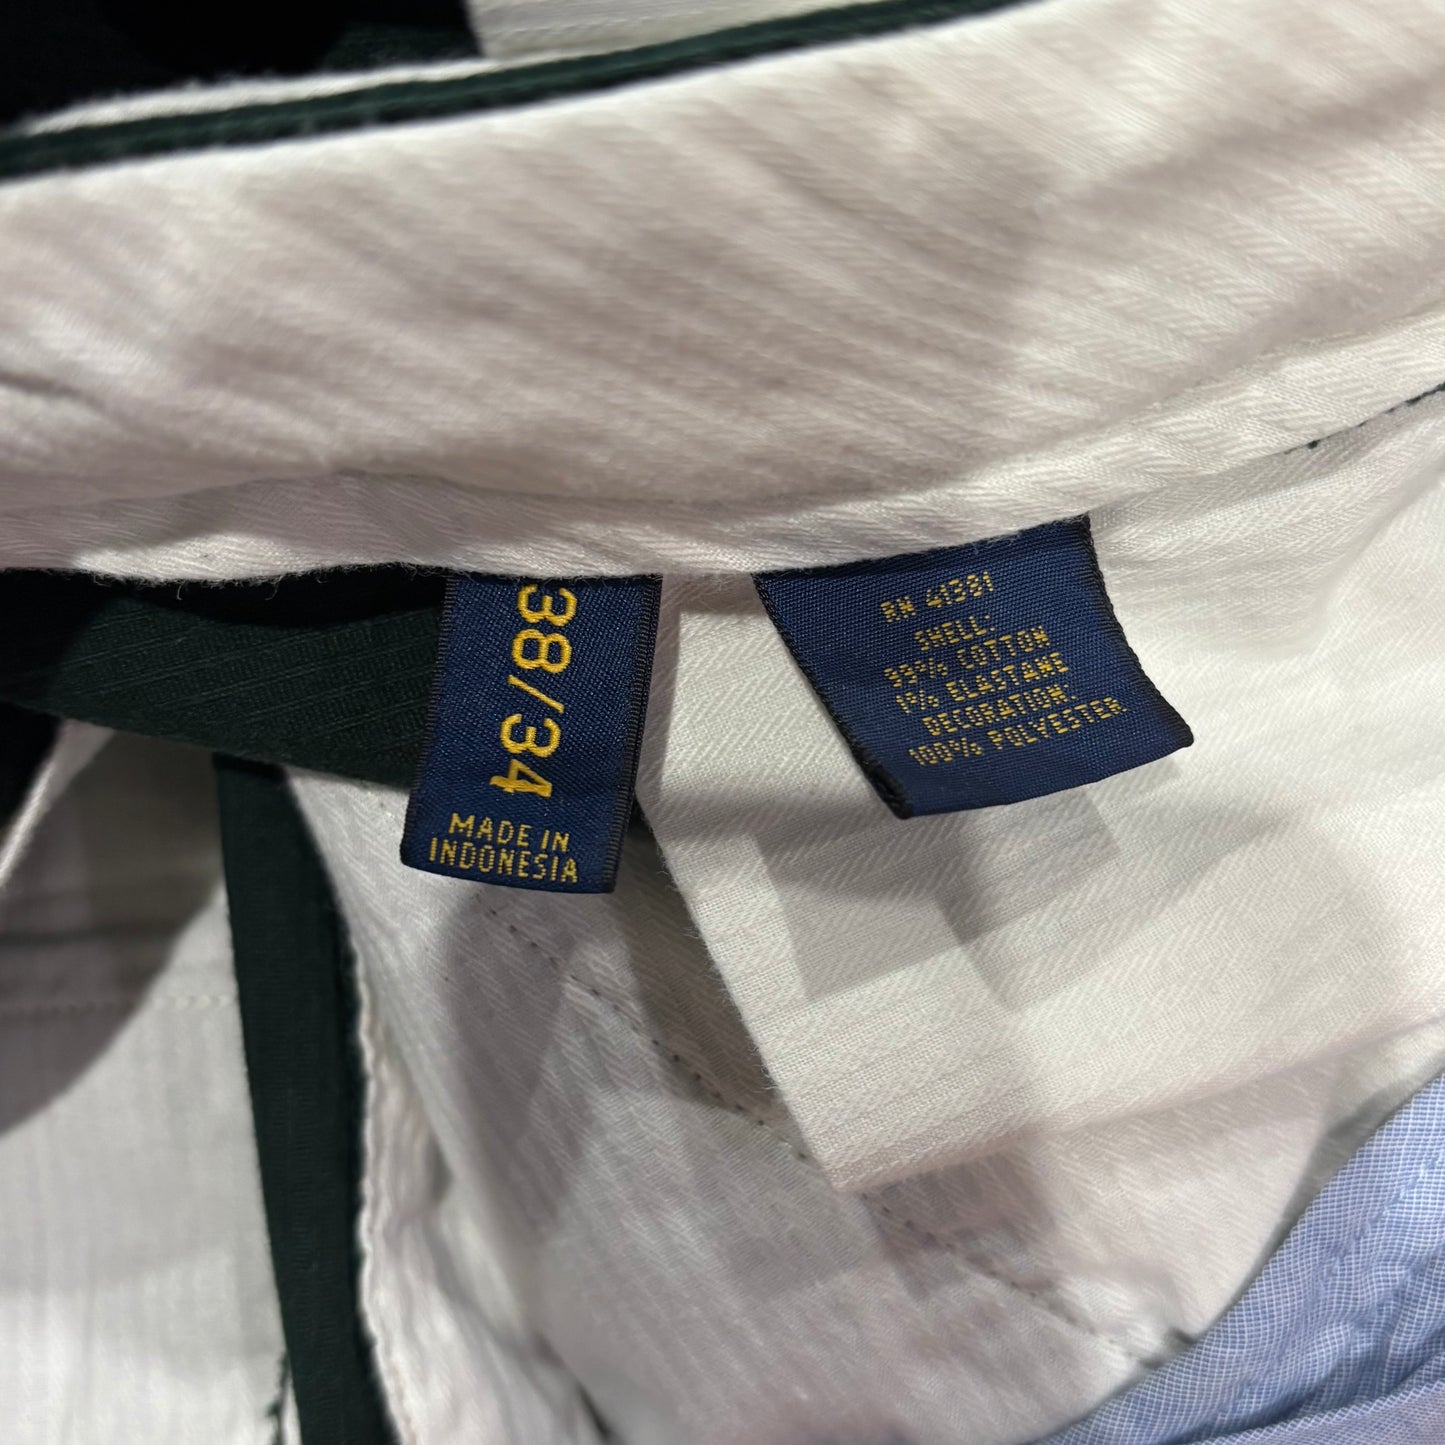 38/34
MADE IN
INDONESIA
RN 41381
SHELL:
99% COTTON
1% ELASTANE
DECORATION:
100% POLYESTER